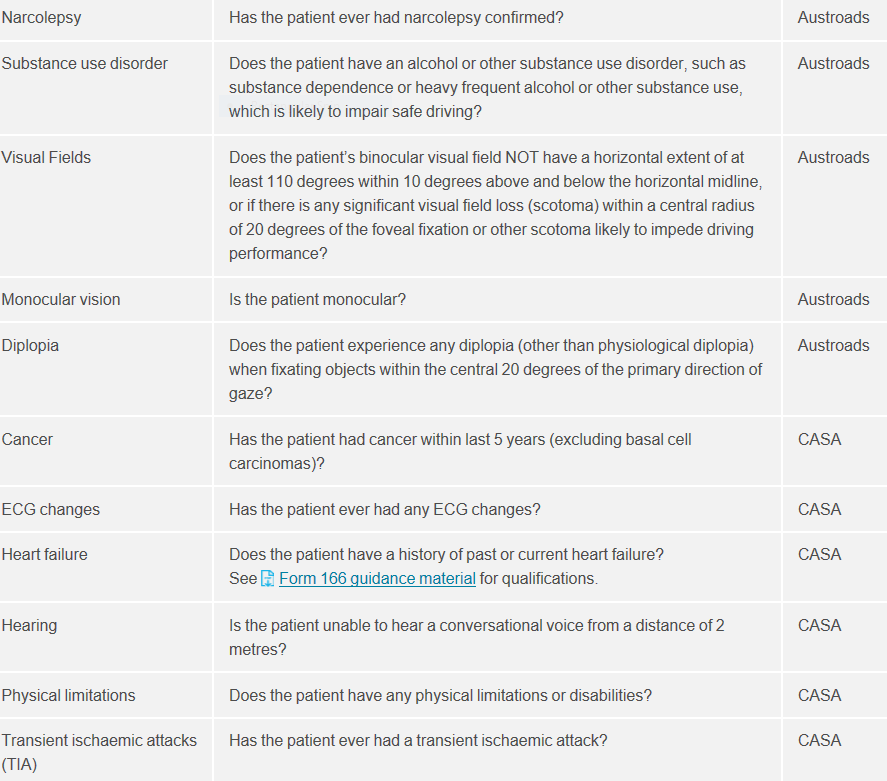 Narcolepsy Has the patient ever had narcolepsy confirmed? Austroads
Substance use disorder Does the patient have an alcohol or other substance use disorder, such as Austroads
substance dependence or heavy frequent alcohol or other substance use,
which is likely to impair safe driving?
Visual Fields Does the patient’s binocular visual field NOT have a horizontal extent of at Austroads
least 110 degrees within 10 degrees above and below the horizontal midline,
or if there is any significant visual field loss (scotoma) within a central radius
of 20 degrees of the foveal fixation or other scotoma likely to impede driving
performance?
Monocular vision Is the patient monocular? Austroads
Diplopia Does the patient experience any diplopia (other than physiological diplopia) Austroads
when fixating objects within the central 20 degrees of the primary direction of
gaze?
Cancer Has the patient had cancer within last 5 years (excluding basal cell CASA
carcinomas)?
ECG changes Has the patient ever had any ECG changes? CASA
Heart failure Does the patient have a history of past or current heart failure? CASA
See Form 166 guidance material for qualifications.
Hearing Is the patient unable to hear a conversational voice from a distance of 2 CASA
metres?
Physical limitations Does the patient have any physical limitations or disabilities? CASA
Transient ischaemic attacks Has the patient ever had a transient ischaemic attack? CASA
(TIA)